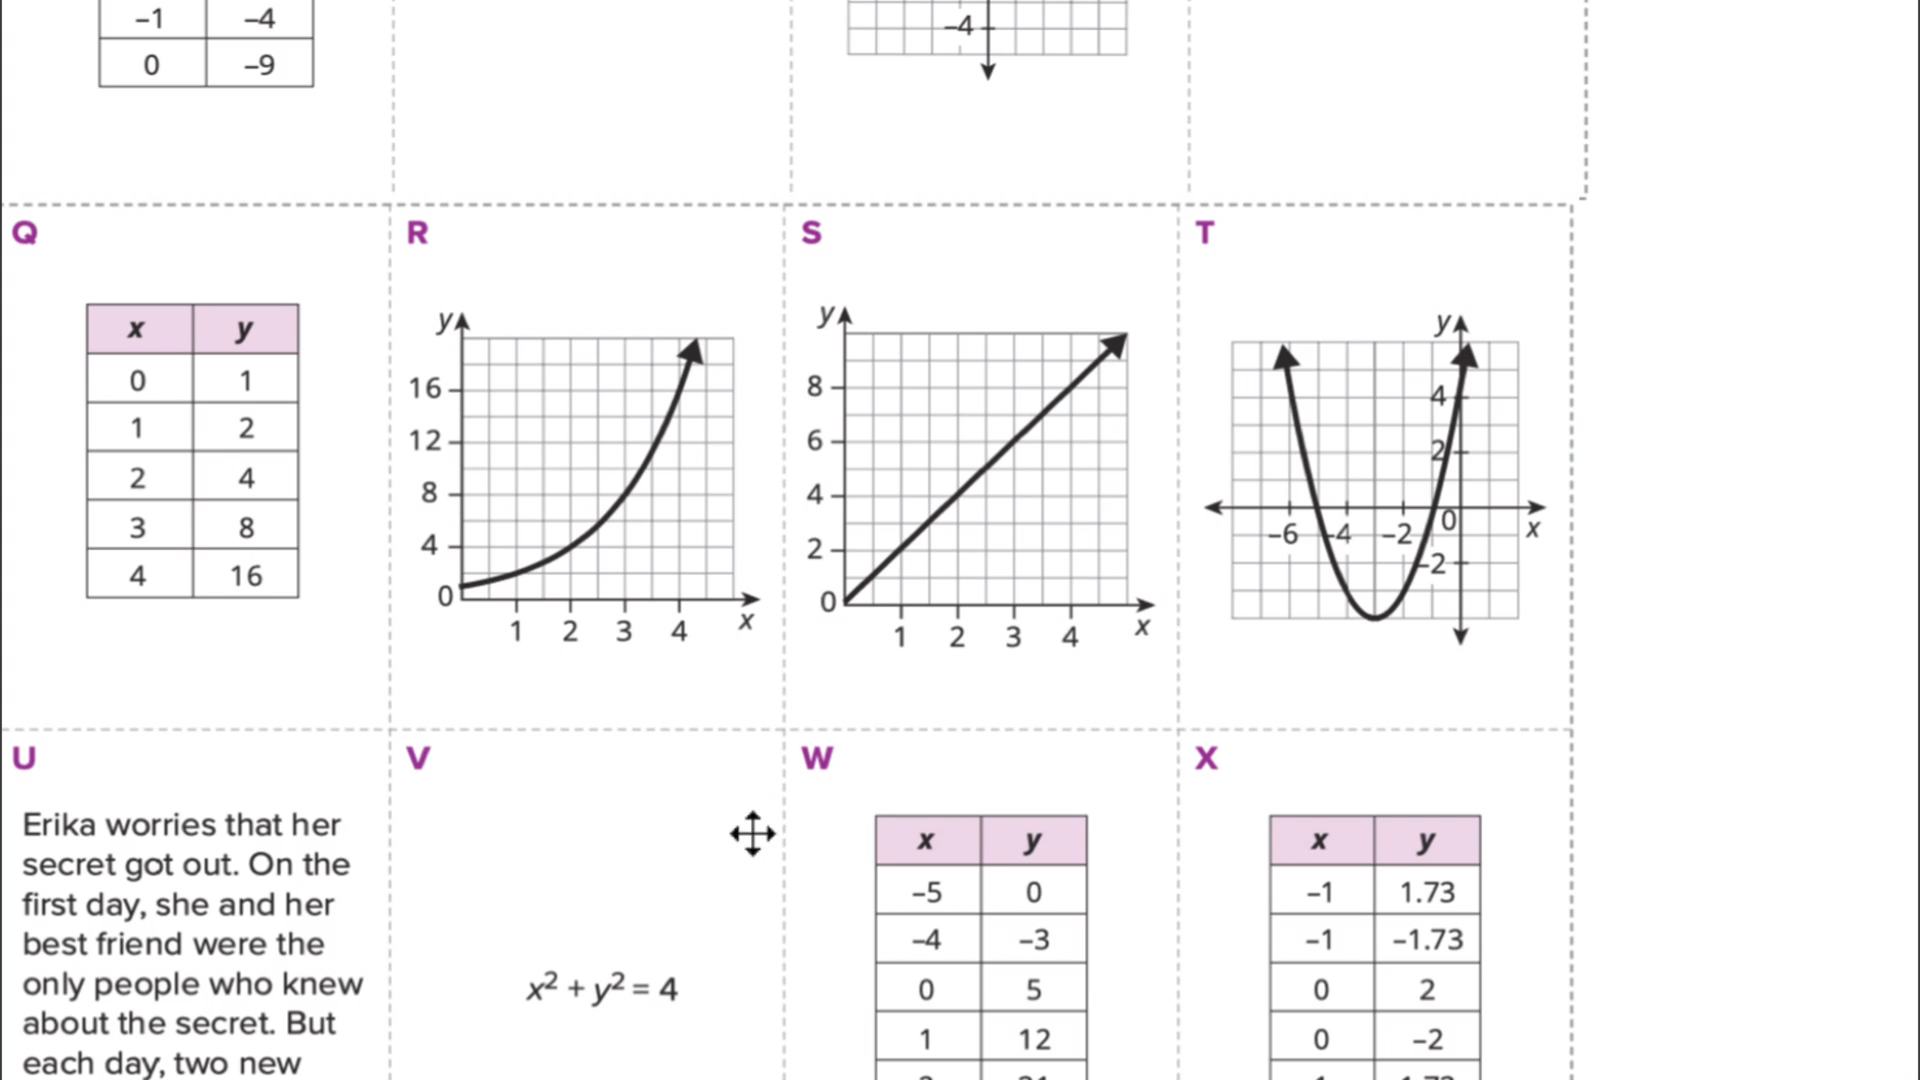 –1 –4
0 –9
–4
Q
x y
0 1
1 2
2 4
3 8
4 16
R
y
16
12
8
4
0
1 2 3 4 x
S
y
8
6
4
2
0
1 2 3 4 x
T
y
4
2
0
–6 –4 –2 x
–2
U
Erika worries that her
secret got out. On the
first day, she and her
best friend were the
only people who knew
about the secret. But
each day, two new
V
x² + y² = 4
W
x y
–5 0
–4 –3
0 5
1 12
X
x y
–1 1.73
–1 –1.73
0 2
0 –2